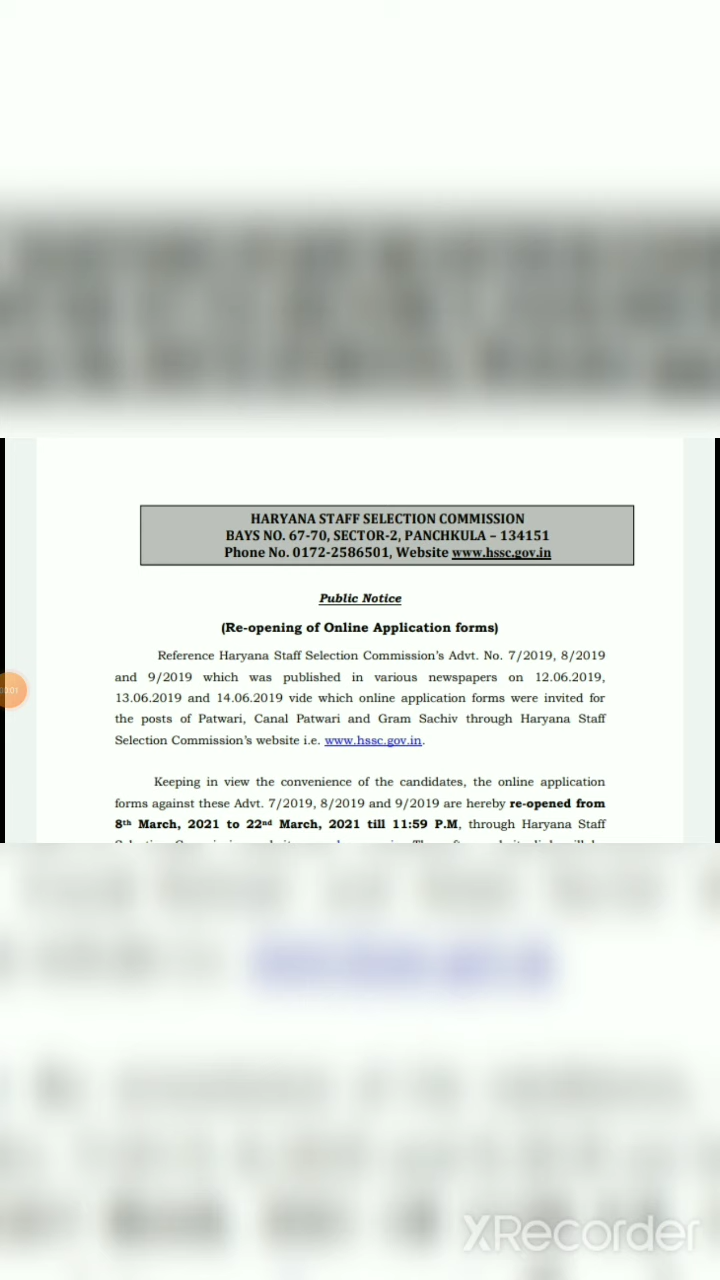 HARYANA STAFF SELECTION COMMISSION
BAYS NO. 67-70, SECTOR-2, PANCHKULA – 134151
Phone No. 0172-2586501, Website www.hssc.gov.in
Public Notice
(Re-opening of Online Application forms)
Reference Haryana Staff Selection Commission's Advt. No. 7/2019, 8/2019
and 9/2019 which was published in various newspapers on 12.06.2019,
13.06.2019 and 14.06.2019 vide which online application forms were invited for
the posts of Patwari, Canal Patwari and Gram Sachiv through Haryana Staff
Selection Commission's website i.e. www.hssc.gov.in.
Keeping in view the convenience of the candidates, the online application
forms against these Advt. 7/2019, 8/2019 and 9/2019 are hereby re-opened from
8th March, 2021 to 22nd March, 2021 till 11:59 P.M, through Haryana Staff
00:01
XRecorder